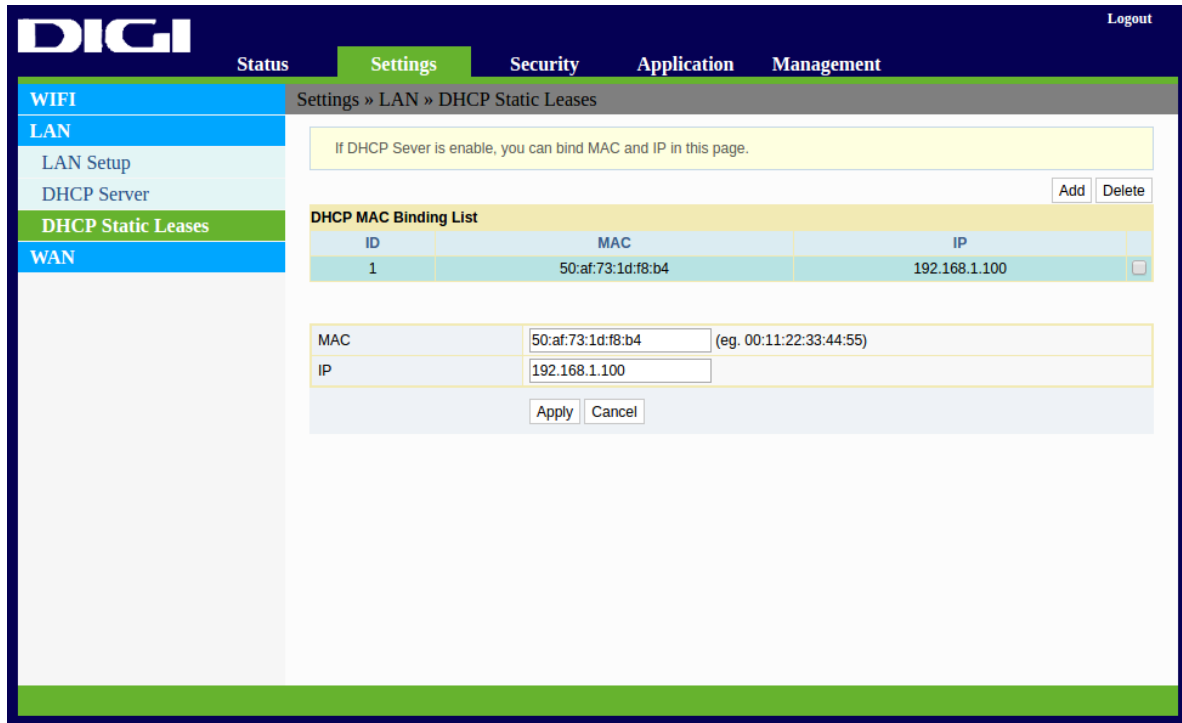 DIGI
Logout
Status Settings Security Application Management
WIFI
LAN
LAN Setup
DHCP Server
DHCP Static Leases
WAN
Settings » LAN » DHCP Static Leases
If DHCP Sever is enable, you can bind MAC and IP in this page.
Add Delete
DHCP MAC Binding List
ID MAC IP
1 50:af:73:1d:f8:b4 192.168.1.100
MAC 50:af:73:1d:f8:b4 (eg. 00:11:22:33:44:55)
IP 192.168.1.100
Apply Cancel